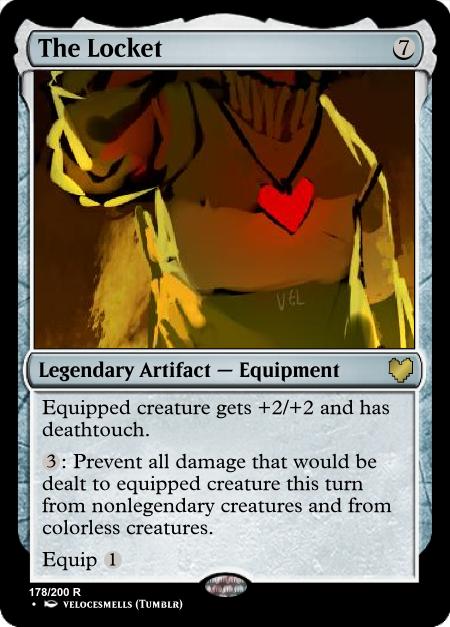 The Locket 7
VEL
Legendary Artifact — Equipment
Equipped creature gets +2/+2 and has
deathtouch.
3: Prevent all damage that would be
dealt to equipped creature this turn
from nonlegendary creatures and from
colorless creatures.
Equip 1
178/200 R
• VELOCESMELLS (TUMBLR)